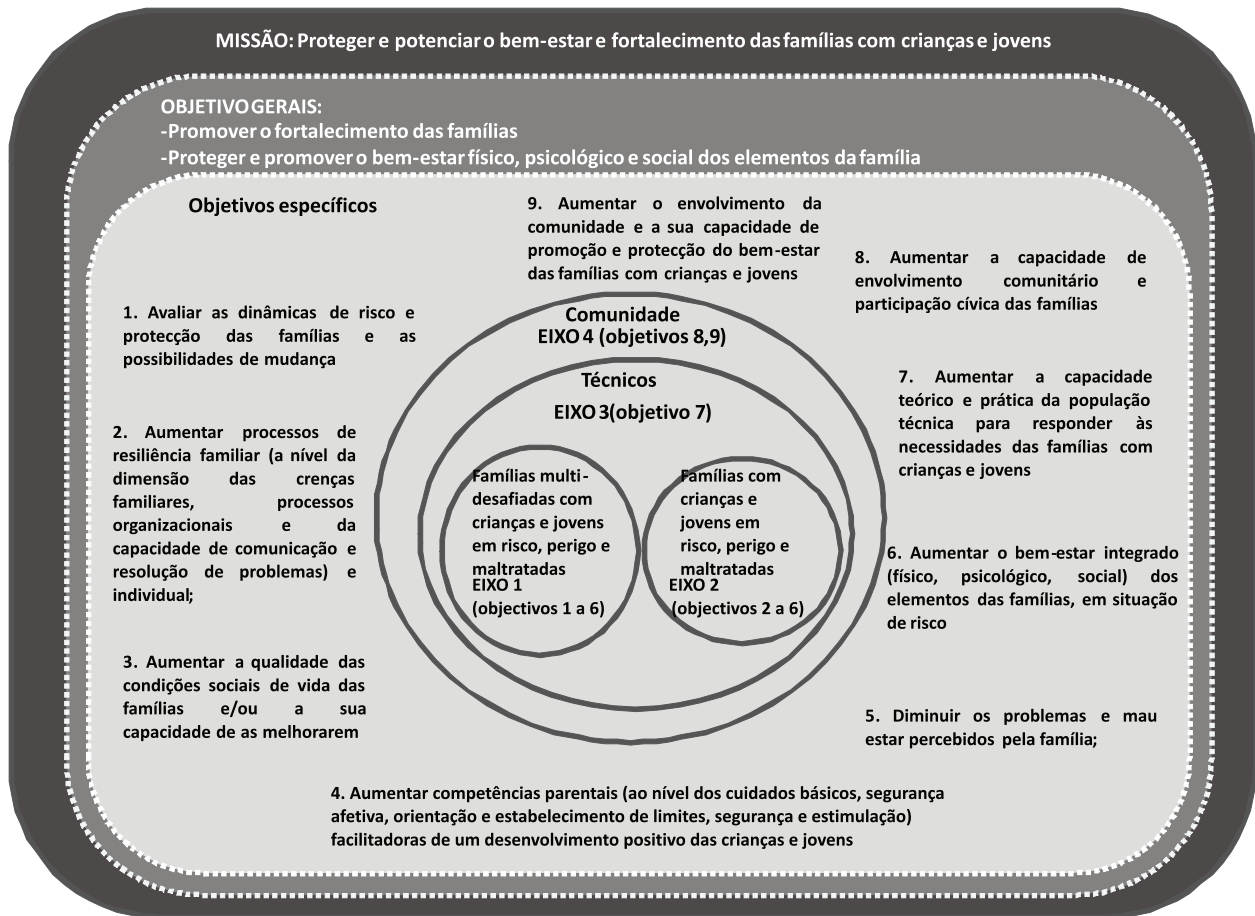 MISSÃO: Proteger e potenciar o bem-estar e fortalecimento das famílias com crianças e jovens
OBJETIVO GERAIS:
-Promover o fortalecimento das famílias
-Proteger e promover o bem-estar físico, psicológico e social dos elementos da família
Objetivos específicos
9. Aumentar o envolvimento da
comunidade e a sua capacidade de
promoção e protecção do bem-estar
das famílias com crianças e jovens
8. Aumentar a capacidade de
envolvimento comunitário e
participação cívica das famílias
1. Avaliar as dinâmicas de risco e
protecção das famílias e as
possibilidades de mudança
Comunidade
EIXO 4 (objetivos 8,9)
Técnicos
EIXO 3(objetivo 7)
7. Aumentar a capacidade
teórico e prática da população
técnica para responder às
necessidades das famílias com
crianças e jovens
2. Aumentar processos de
resiliência familiar (a nível da
dimensão das crenças
familiares, processos
organizacionais e da
capacidade de comunicação e
resolução de problemas) e
individual;
Famílias multi-
desafiadas com
crianças e jovens
em risco, perigo e
maltratadas
EIXO 1
(objectivos 1 a 6)
Famílias com
crianças e
jovens em
risco, perigo e
maltratadas
EIXO 2
(objectivos 2 a 6)
6. Aumentar o bem-estar integrado
(físico, psicológico, social) dos
elementos das famílias, em situação
de risco
3. Aumentar a qualidade das
condições sociais de vida das
famílias e/ou a sua
capacidade de as melhorarem
5. Diminuir os problemas e mau
estar percebidos pela família;
4. Aumentar competências parentais (ao nível dos cuidados básicos, segurança
afetiva, orientação e estabelecimento de limites, segurança e estimulação)
facilitadoras de um desenvolvimento positivo das crianças e jovens